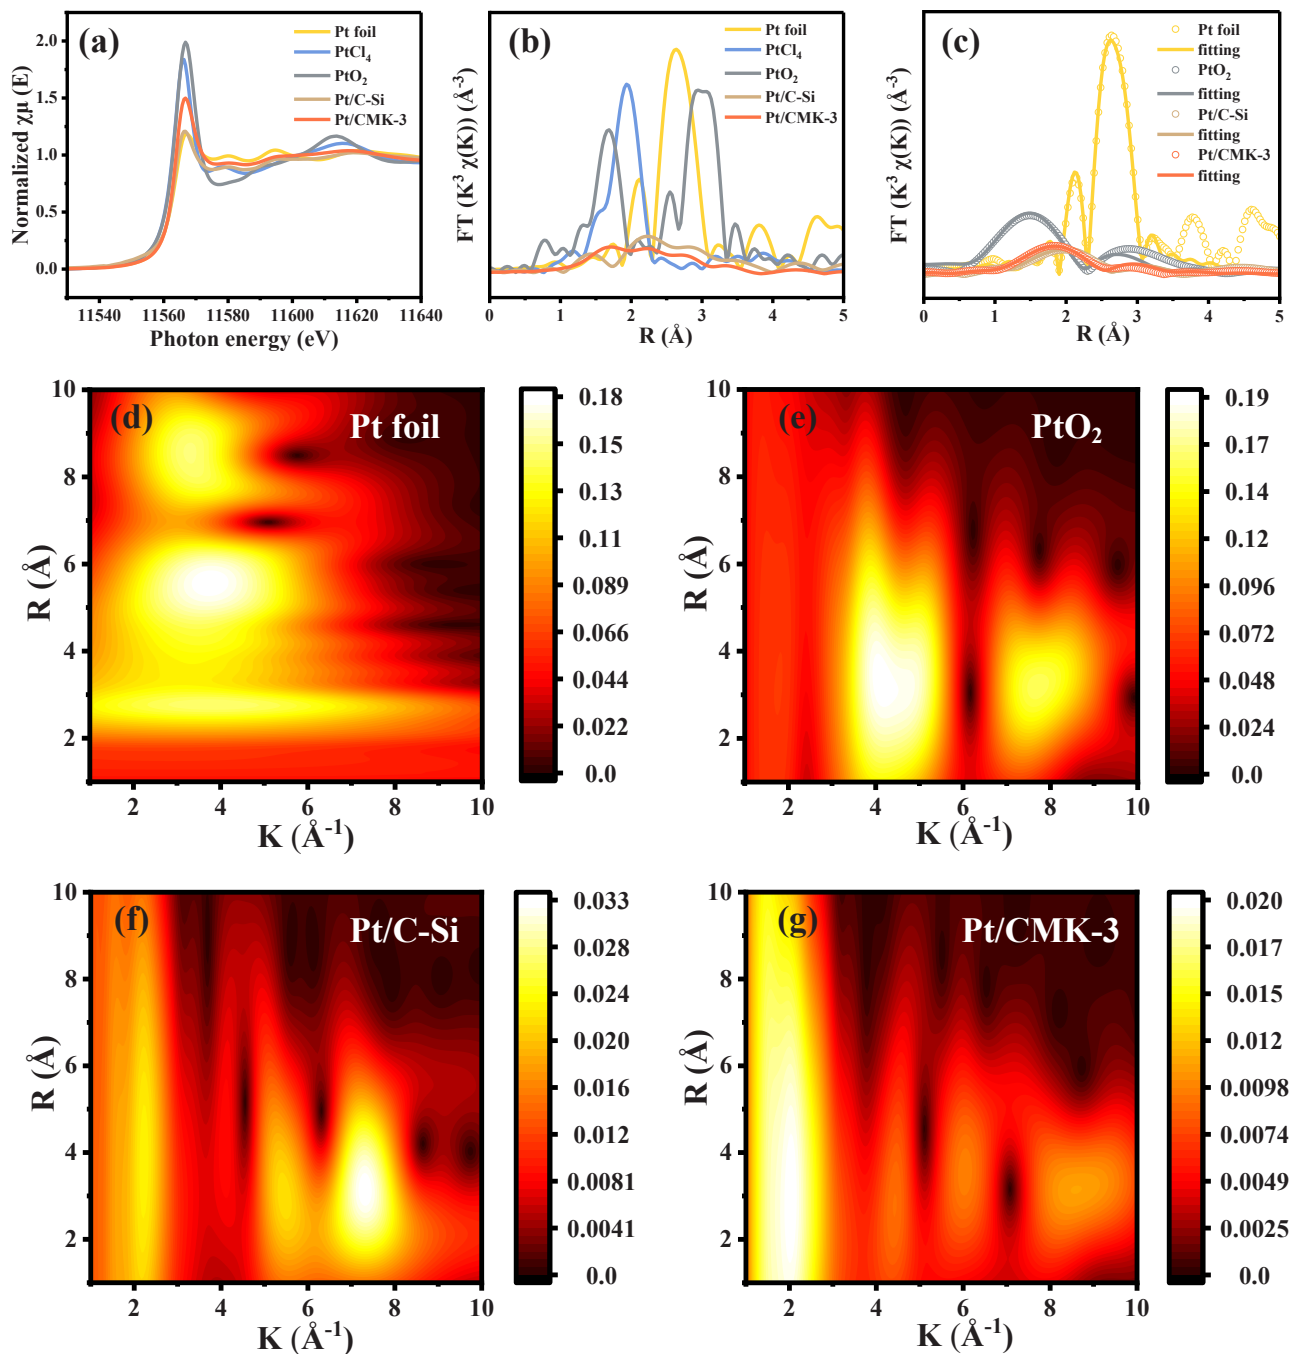 (a)
Pt foil
PtCl4
PtO2
Pt/C-Si
Pt/CMK-3
Normalized χμ (E)
2.0
1.5
1.0
0.5
0.0
11540 11560 11580 11600 11620 11640
Photon energy (eV)
(b)
Pt foil
PtCl4
PtO2
Pt/C-Si
Pt/CMK-3
FT (K3 χ(K)) (Å-3)
0 1 2 3 4 5
R (Å)
(c)
Pt foil
fitting
PtO2
fitting
Pt/C-Si
fitting
Pt/CMK-3
fitting
FT (K3 χ(K)) (Å-3)
0 1 2 3 4 5
R (Å)
(d)
Pt foil
R (Å)
10
8
6
4
2
2 4 6 8 10
K (Å-1)
0.18
0.15
0.13
0.11
0.089
0.066
0.044
0.022
0.0
(e)
PtO2
R (Å)
10
8
6
4
2
2 4 6 8 10
K (Å-1)
0.19
0.17
0.14
0.12
0.096
0.072
0.048
0.024
0.0
(f)
Pt/C-Si
R (Å)
10
8
6
4
2
2 4 6 8 10
K (Å-1)
0.033
0.028
0.024
0.020
0.016
0.012
0.0081
0.0041
0.0
(g)
Pt/CMK-3
R (Å)
10
8
6
4
2
2 4 6 8 10
K (Å-1)
0.020
0.017
0.015
0.012
0.0098
0.0074
0.0049
0.0025
0.0